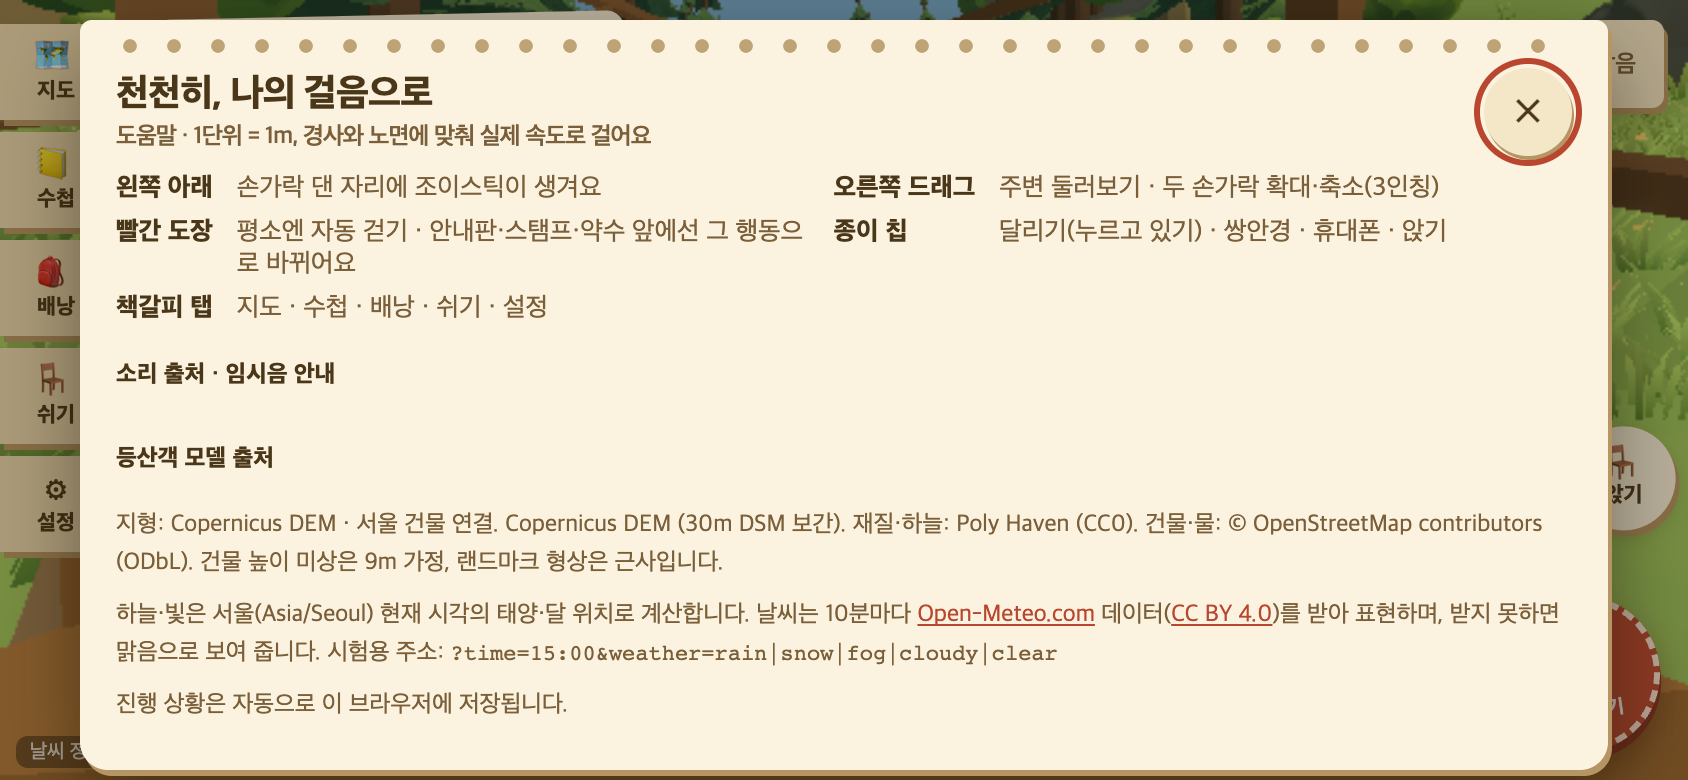 천천히, 나의 걸음으로
도움말 · 1단위 = 1m, 경사와 노면에 맞춰 실제 속도로 걸어요
왼쪽 아래 손가락 댄 자리에 조이스틱이 생겨요
오른쪽 드래그 주변 둘러보기 · 두 손가락 확대·축소(3인칭)
빨간 도장 평소엔 자동 걷기 · 안내판·스탬프·약수 앞에선 그 행동으
로 바뀌어요
종이 칩 달리기(누르고 있기) · 쌍안경 · 휴대폰 · 앉기
책갈피 탭 지도 · 수첩 · 배낭 · 쉬기 · 설정
소리 출처 · 임시음 안내
등산객 모델 출처
지형: Copernicus DEM · 서울 건물 연결. Copernicus DEM (30m DSM 보간). 재질·하늘: Poly Haven (CC0). 건물·물: © OpenStreetMap contributors
(ODbL). 건물 높이 미상은 9m 가정, 랜드마크 형상은 근사입니다.
하늘·빛은 서울(Asia/Seoul) 현재 시각의 태양·달 위치로 계산합니다. 날씨는 10분마다 Open-Meteo.com 데이터(CC BY 4.0)를 받아 표현하며, 받지 못하면
맑음으로 보여 줍니다. 시험용 주소: ?time=15:00&weather=rain|snow|fog|cloudy|clear
진행 상황은 자동으로 이 브라우저에 저장됩니다.
지도
수첩
배낭
쉬기
설정
앉기
날씨